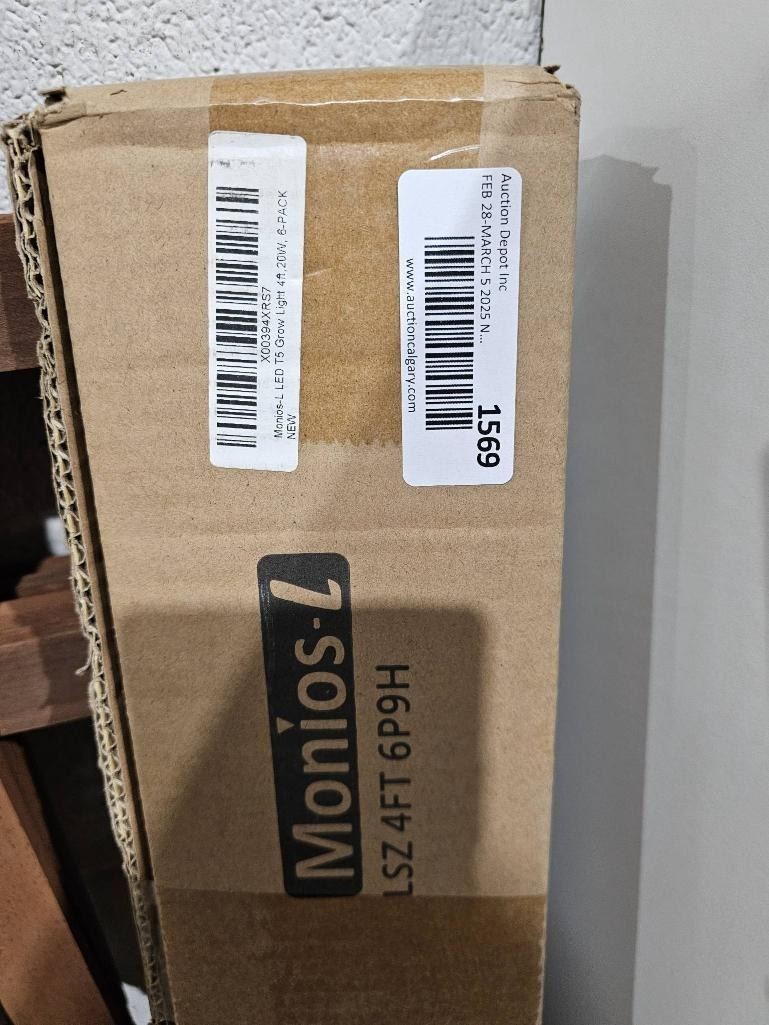 Auction Depot Inc
FEB 28-MARCH 5 2025 N...
1569
www.auctioncalgary.com
X00394XRS7
Monios-L LED T5 Grow Light 4ft,20W, 6-PACK
NEW
Monios-L
LSZ 4FT 6P9H